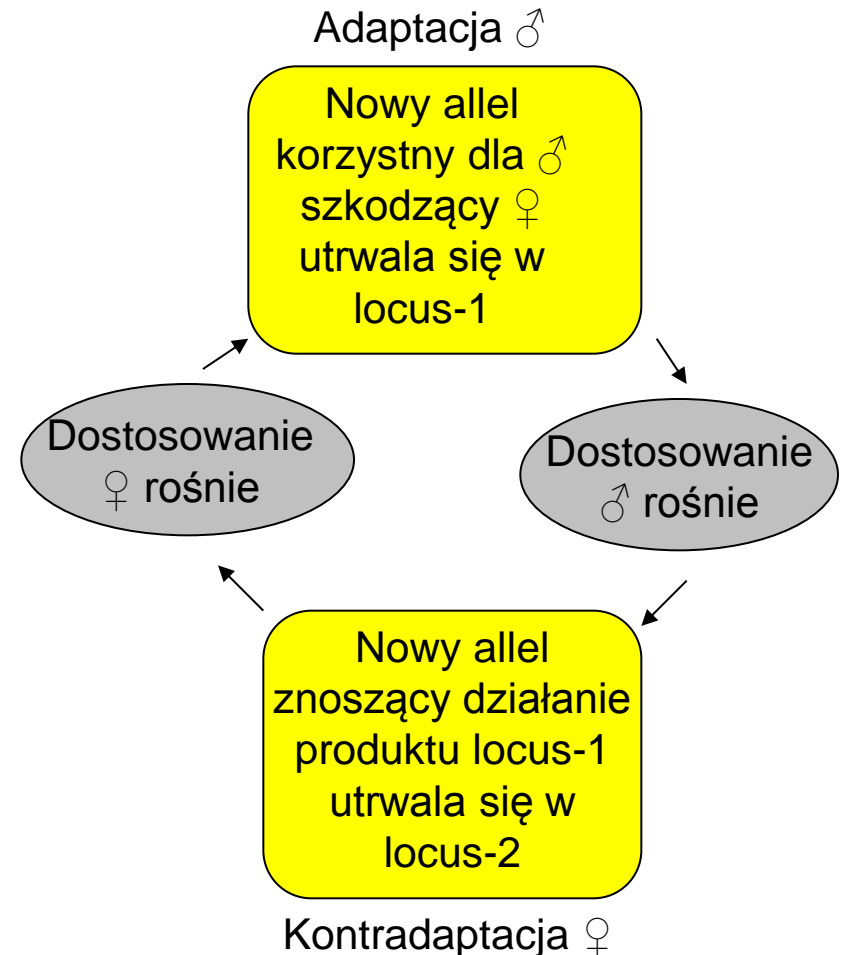 Adaptacja ♂
Nowy allel
korzystny dla ♂
szkodzący ♀
utrwala się w
locus-1
Dostosowanie
♀ rośnie
Dostosowanie
♂ rośnie
Nowy allel
znoszący działanie
produktu locus-1
utrwala się w
locus-2
Kontradaptacja ♀